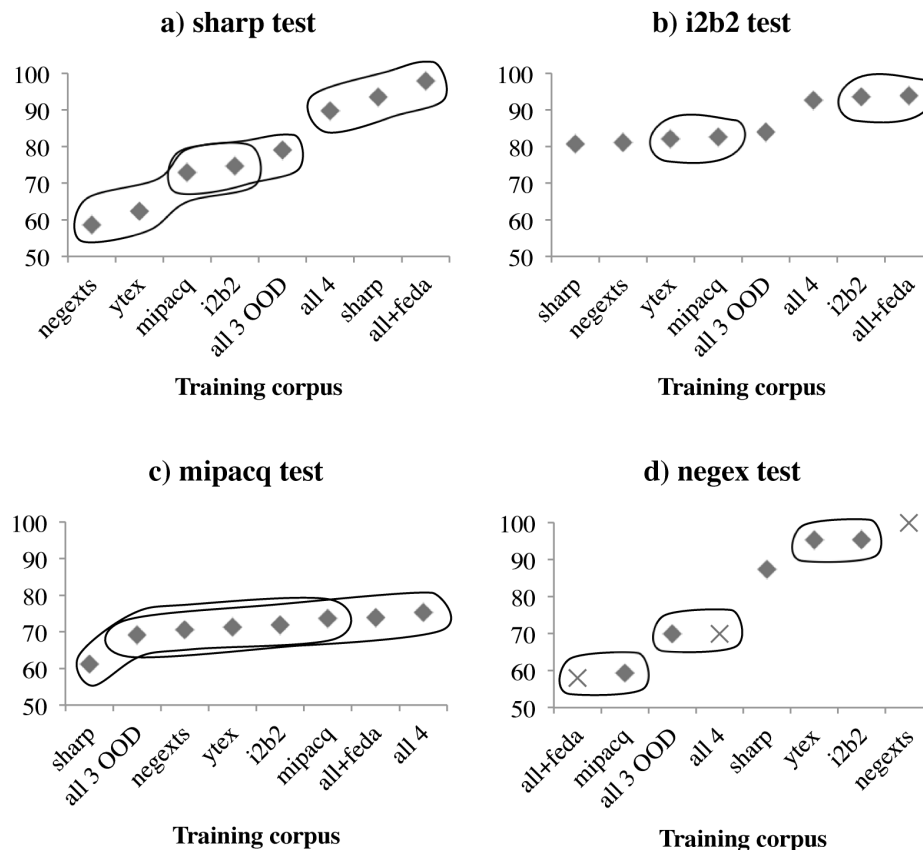 a) sharp test
100
90
80
70
60
50
negexts
ytex
mipacq
i2b2
all 3 OOD
all 4
sharp
all+feda
Training corpus
b) i2b2 test
100
90
80
70
60
50
sharp
negexts
ytex
mipacq
all 3 OOD
all 4
i2b2
all+feda
Training corpus
c) mipacq test
100
90
80
70
60
50
sharp
all 3 OOD
negexts
ytex
i2b2
mipacq
all+feda
all 4
Training corpus
d) negex test
100
90
80
70
60
50
all+feda
mipacq
all 3 OOD
all 4
sharp
ytex
i2b2
negexts
Training corpus